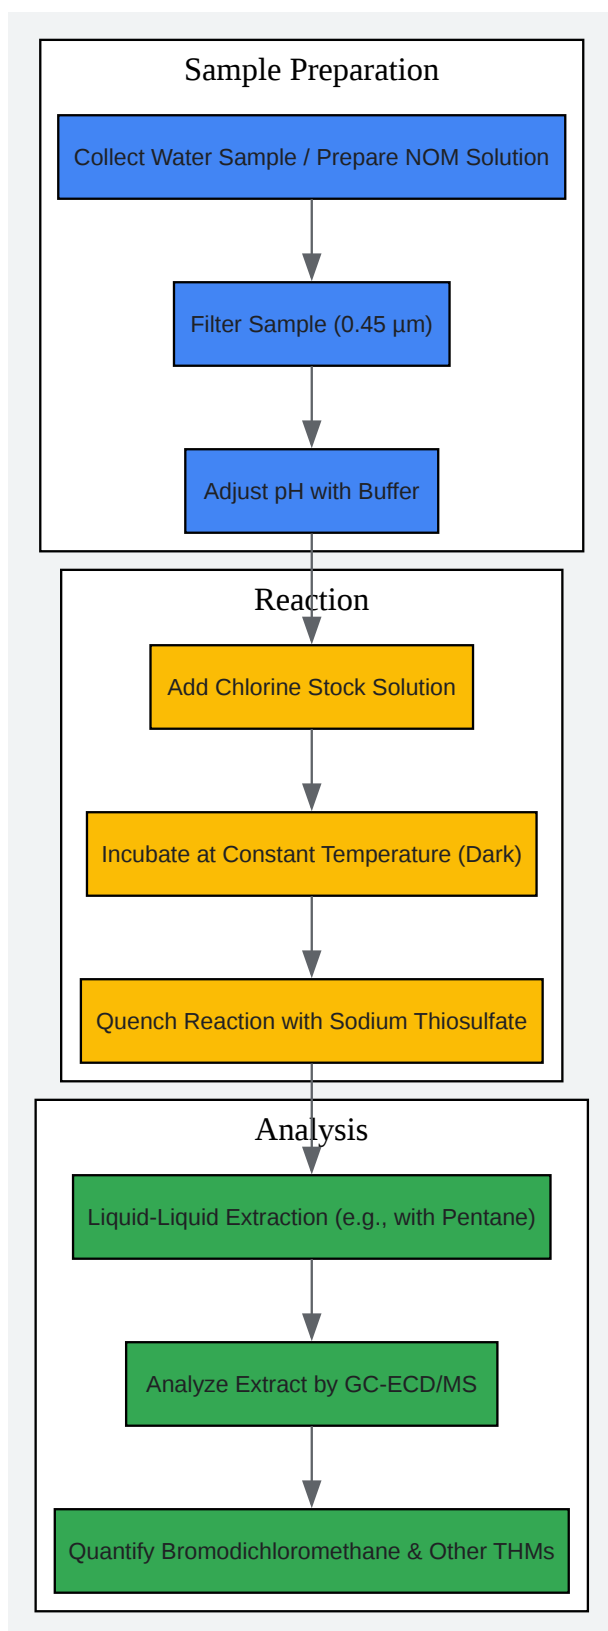 Sample Preparation
Collect Water Sample / Prepare NOM Solution
Filter Sample (0.45 µm)
Adjust pH with Buffer
Reaction
Add Chlorine Stock Solution
Incubate at Constant Temperature (Dark)
Quench Reaction with Sodium Thiosulfate
Analysis
Liquid-Liquid Extraction (e.g., with Pentane)
Analyze Extract by GC-ECD/MS
Quantify Bromodichloromethane & Other THMs